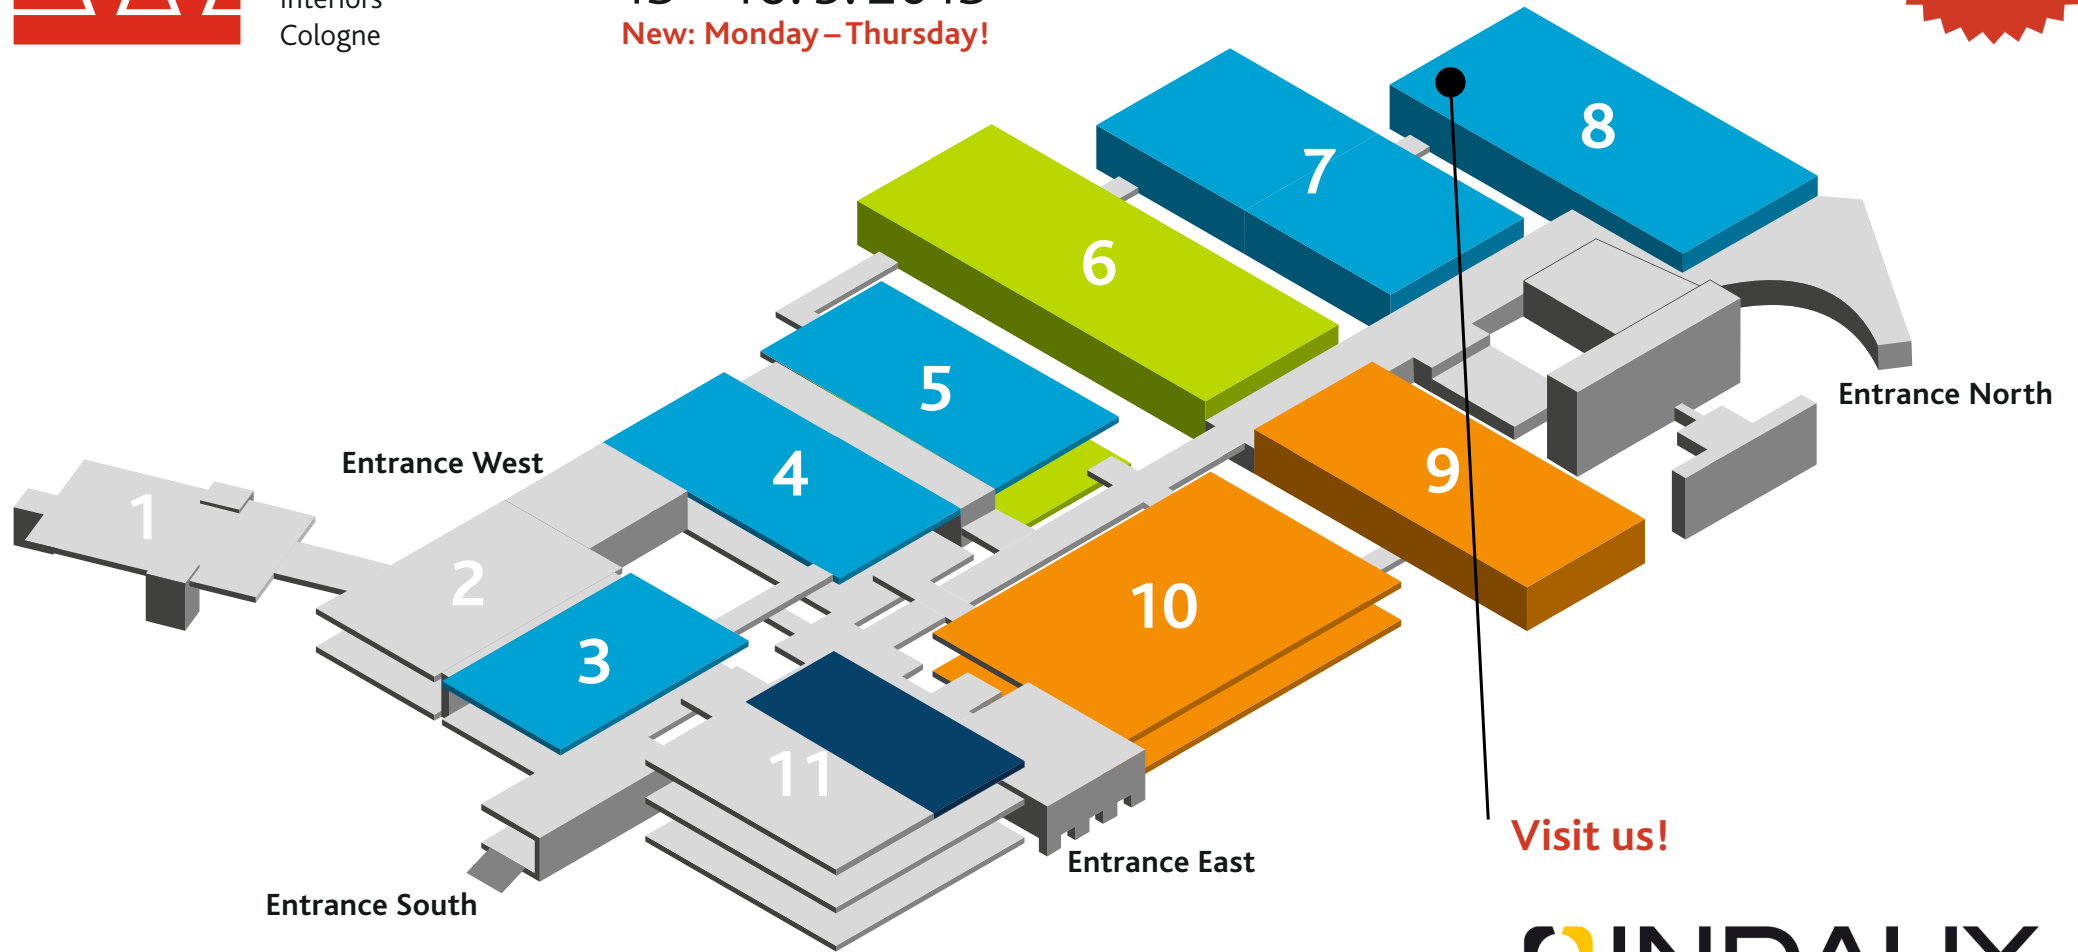 Interiors
Cologne
New: Monday – Thursday!
8
7
6
5
4
9
Entrance North
Entrance West
1
2
10
3
11
Visit us!
Entrance East
Entrance South